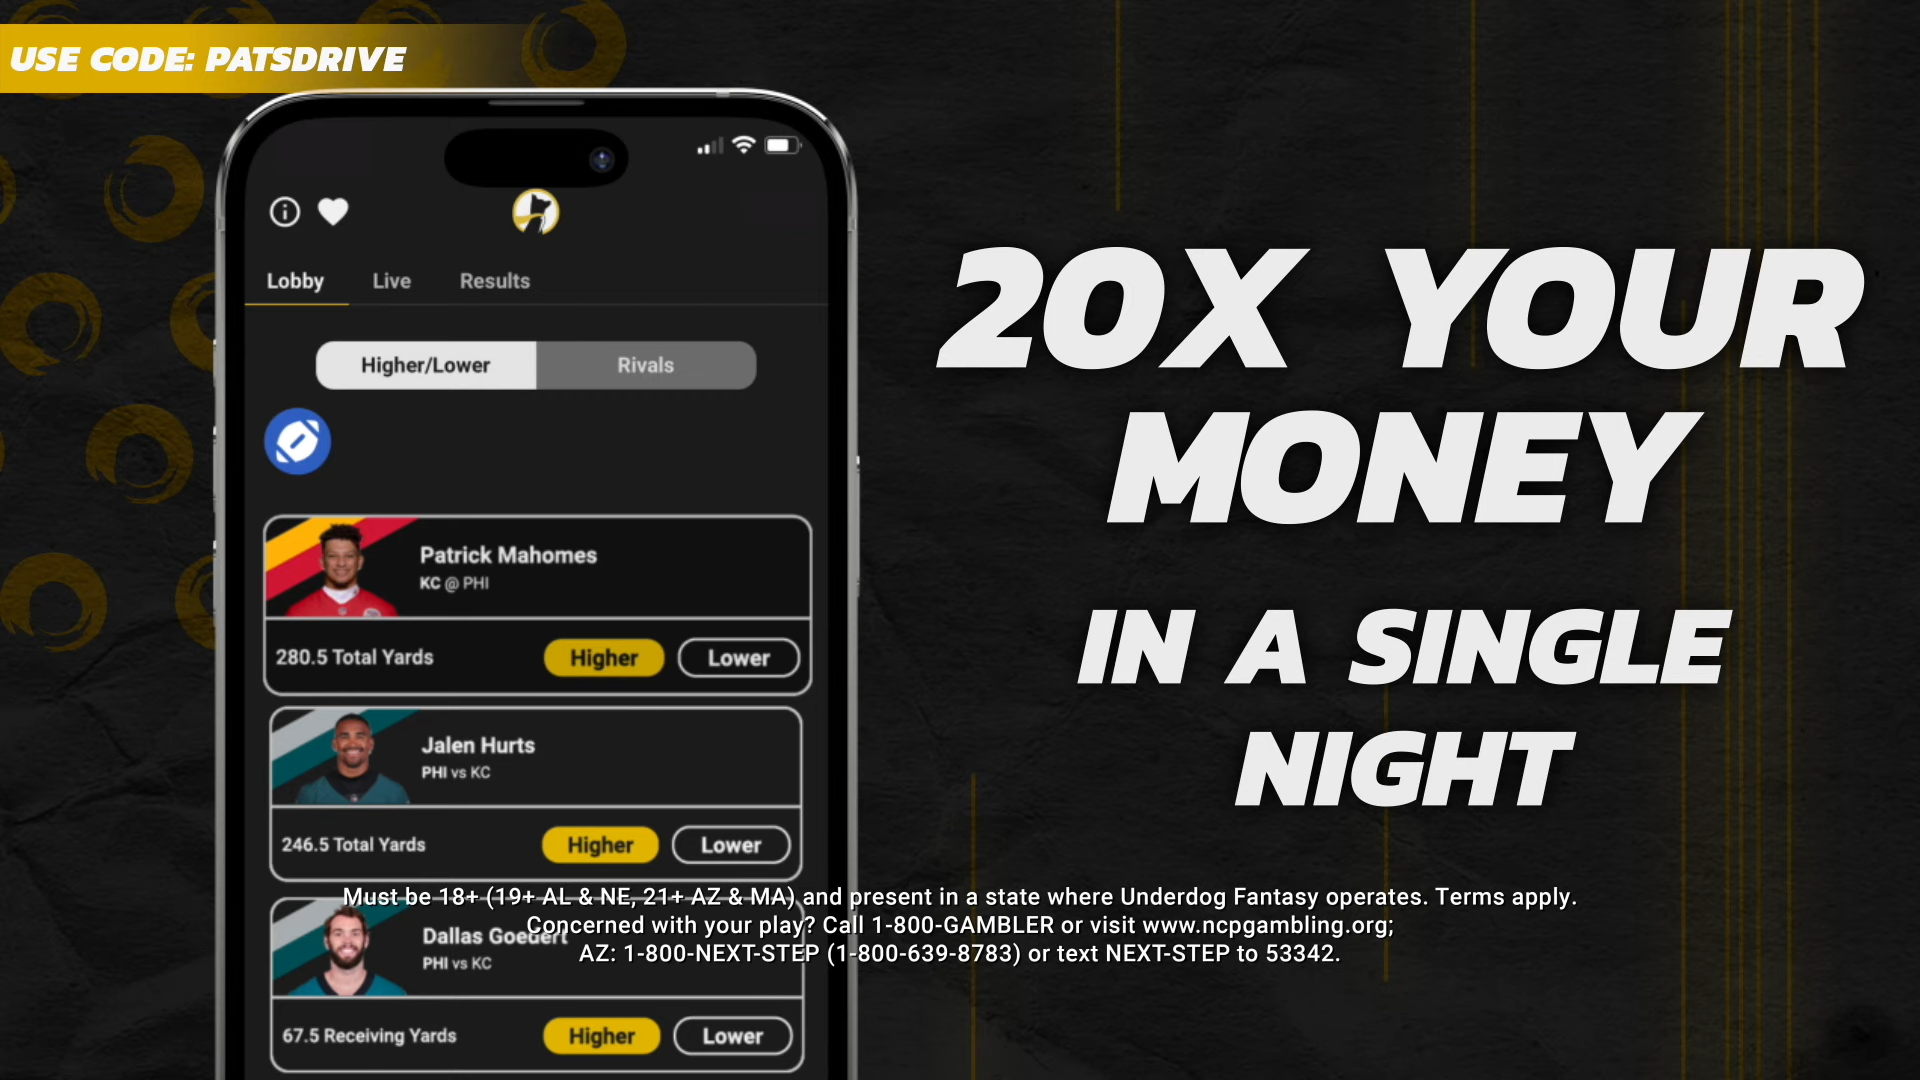 USE CODE: PATSDRIVE
Lobby Live Results
Higher/Lower Rivals
Patrick Mahomes
KC @ PHI
280.5 Total Yards Higher Lower
Jalen Hurts
PHI vs KC
246.5 Total Yards Higher Lower
Dallas Goedert
PHI vs KC
67.5 Receiving Yards Higher Lower
20X YOUR
MONEY
IN A SINGLE
NIGHT
Must be 18+ (19+ AL & NE, 21+ AZ & MA) and present in a state where Underdog Fantasy operates. Terms apply.
Concerned with your play? Call 1-800-GAMBLER or visit www.ncpgambling.org;
AZ: 1-800-NEXT-STEP (1-800-639-8783) or text NEXT-STEP to 53342.